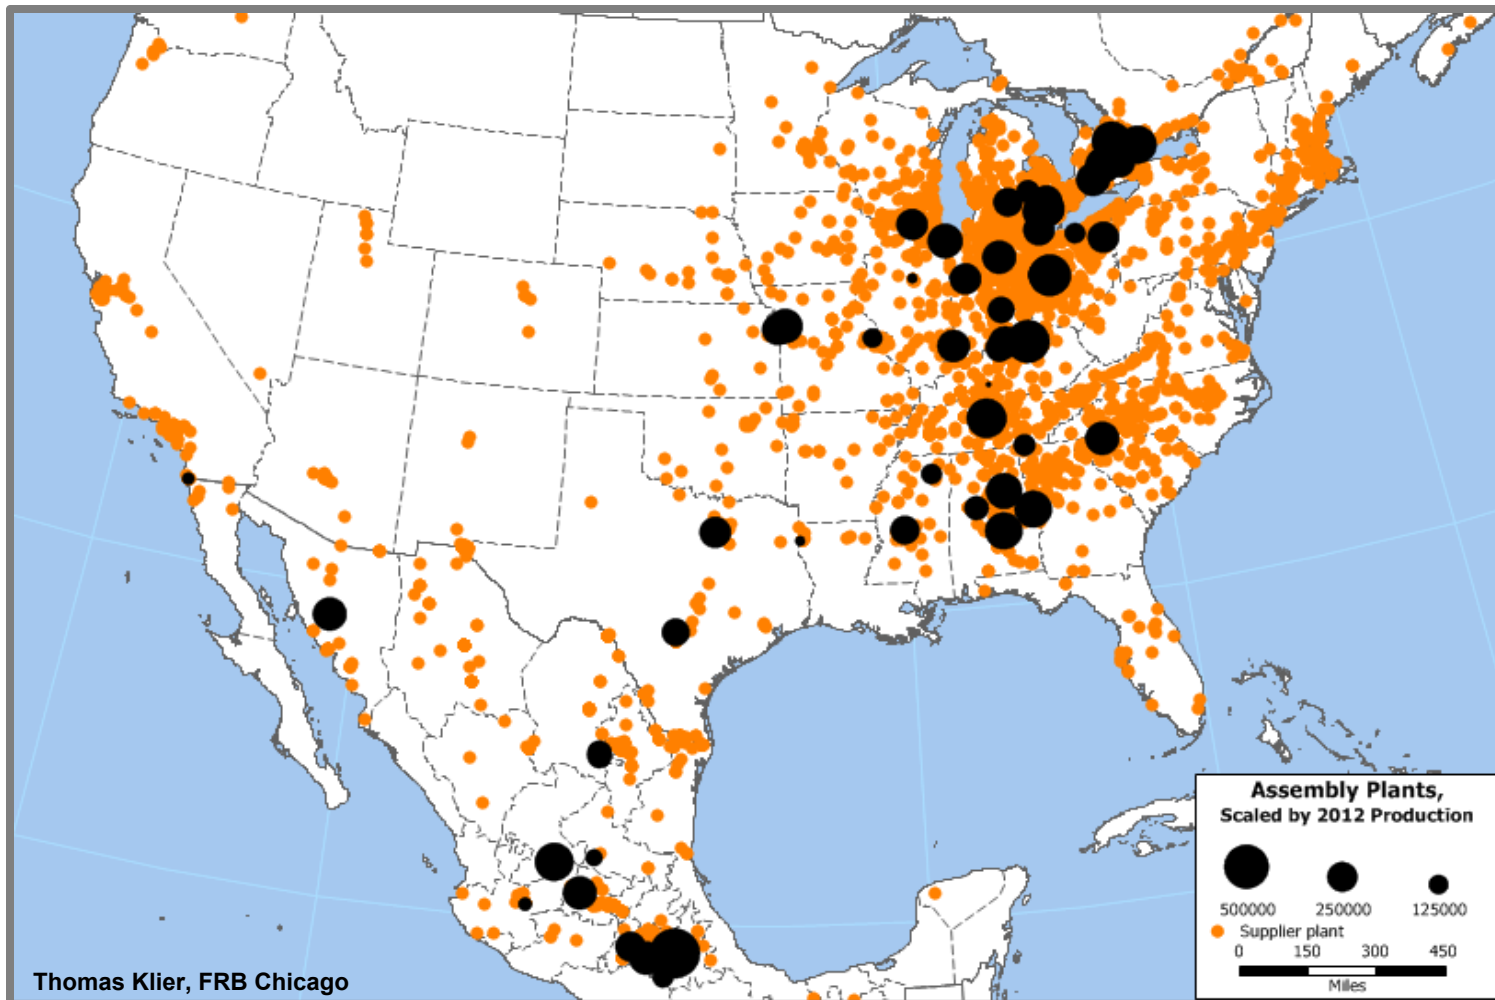 Assembly Plants,
Scaled by 2012 Production
500000 250000 125000
Supplier plant
0 150 300 450
Miles
Thomas Klier, FRB Chicago